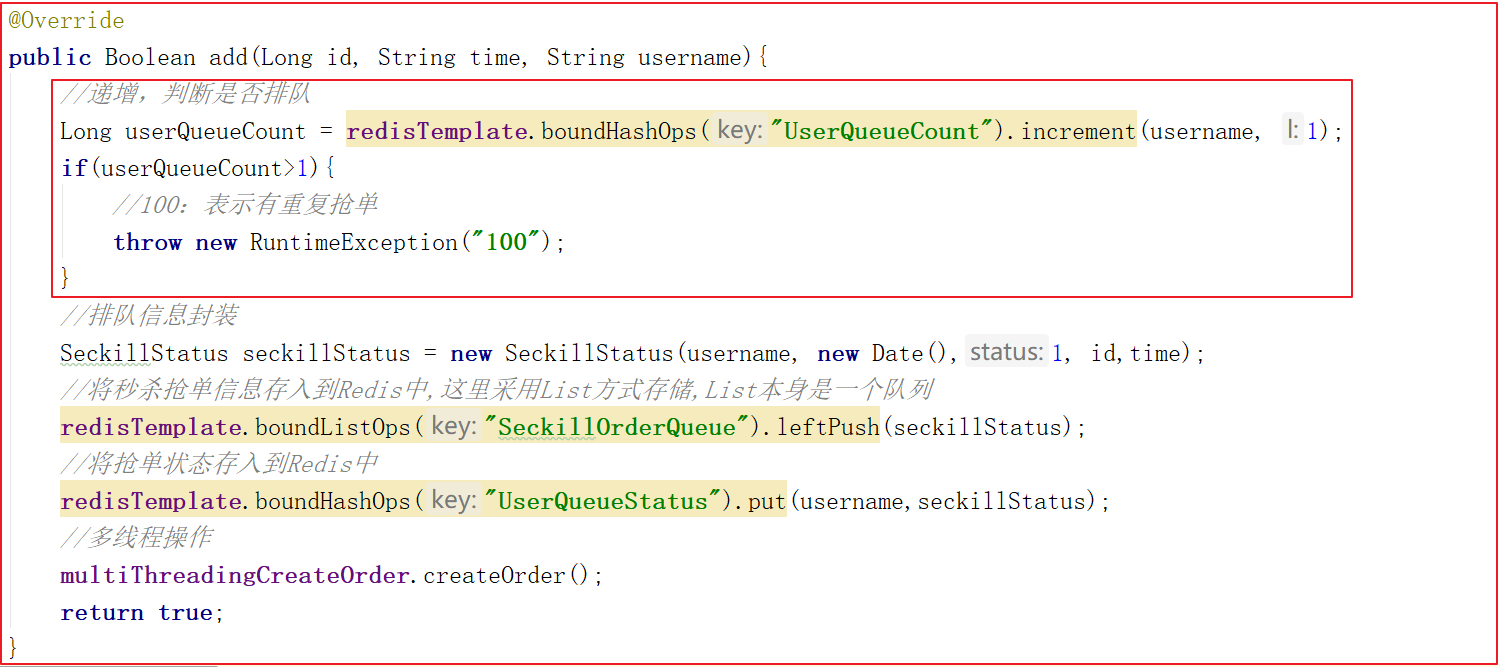 @Override
public Boolean add(Long id, String time, String username){
//递增，判断是否排队
Long userQueueCount = redisTemplate.boundHashOps( key: "UserQueueCount").increment(username, l: 1);
if(userQueueCount>1){
//100：表示有重复抢单
throw new RuntimeException("100");
}
//排队信息封装
SeckillStatus seckillStatus = new SeckillStatus(username, new Date(), status: 1, id,time);
//将秒杀抢单信息存入到Redis中,这里采用List方式存储,List本身是一个队列
redisTemplate.boundListOps( key: "SeckillOrderQueue").leftPush(seckillStatus);
//将抢单状态存入到Redis中
redisTemplate.boundHashOps( key: "UserQueueStatus").put(username,seckillStatus);
//多线程操作
multiThreadingCreateOrder.createOrder();
return true;
}